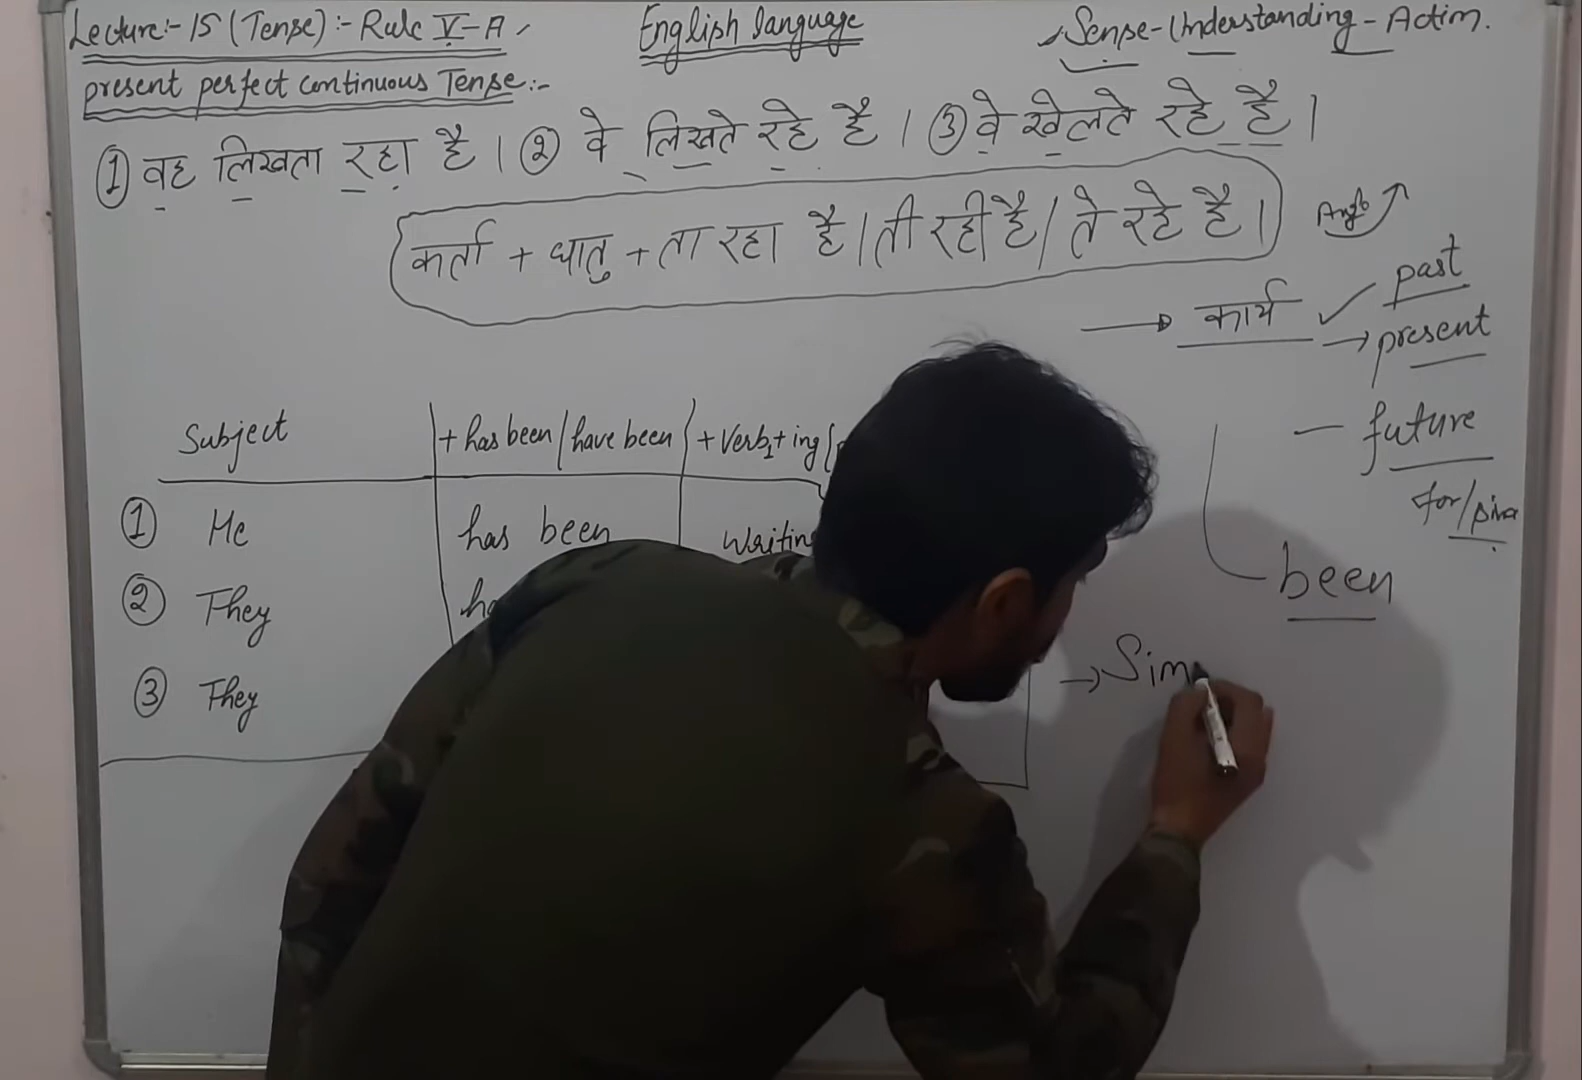 Lecture:- 15 (Tense):- Rule V-A
English language
Sense-Understanding-Action.
present perfect continuous Tense:-
① वह लिखता रहा है। ② वे लिखते रहे है। ③ वे खेलते रहे है।
कर्ता + धातु + ता रहा है/ती रही है/ते रहे है।
कार्य
past
present
future
Subject
+ has been/have been
+ Verb1+ ing
① He
has been
writing
② They
③ They
been
Sim